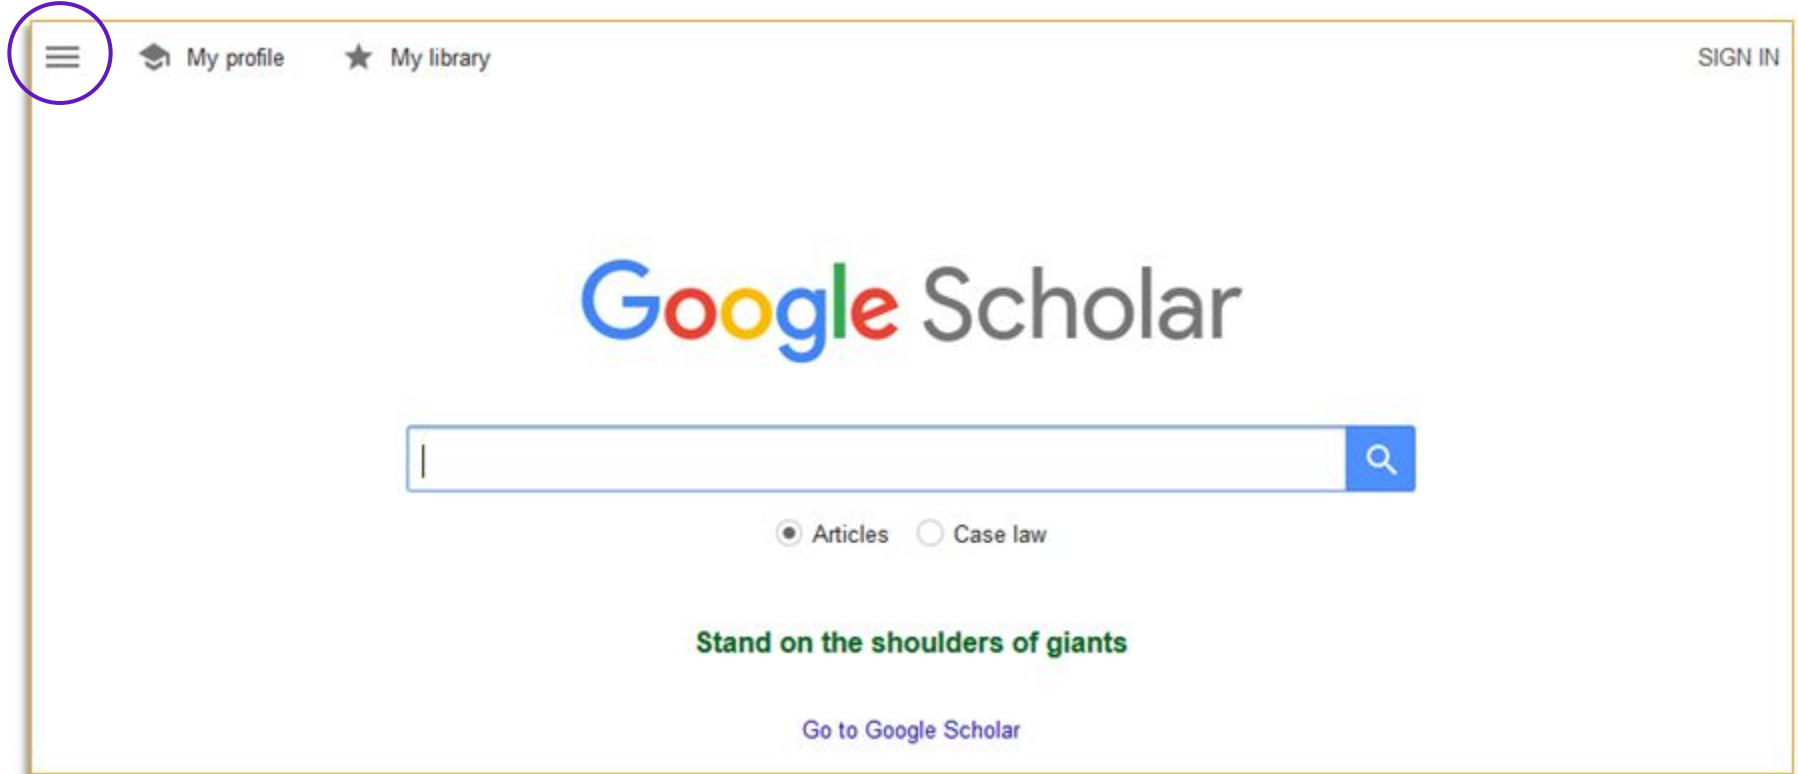 My profile My library SIGN IN
Google Scholar
Articles Case law
Stand on the shoulders of giants
Go to Google Scholar